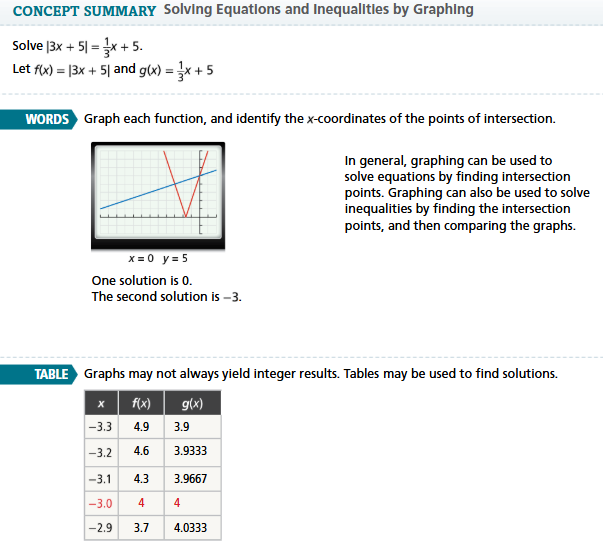 CONCEPT SUMMARY Solving Equations and Inequalities by Graphing
Solve |3x + 5| = 1/3x + 5.
Let f(x) = |3x + 5| and g(x) = 1/3x + 5
WORDS Graph each function, and identify the x-coordinates of the points of intersection.
In general, graphing can be used to
solve equations by finding intersection
points. Graphing can also be used to solve
inequalities by finding the intersection
points, and then comparing the graphs.
x = 0 y = 5
One solution is 0.
The second solution is −3.
TABLE Graphs may not always yield integer results. Tables may be used to find solutions.
x f(x) g(x)
−3.3 4.9 3.9
−3.2 4.6 3.9333
−3.1 4.3 3.9667
−3.0 4 4
−2.9 3.7 4.0333